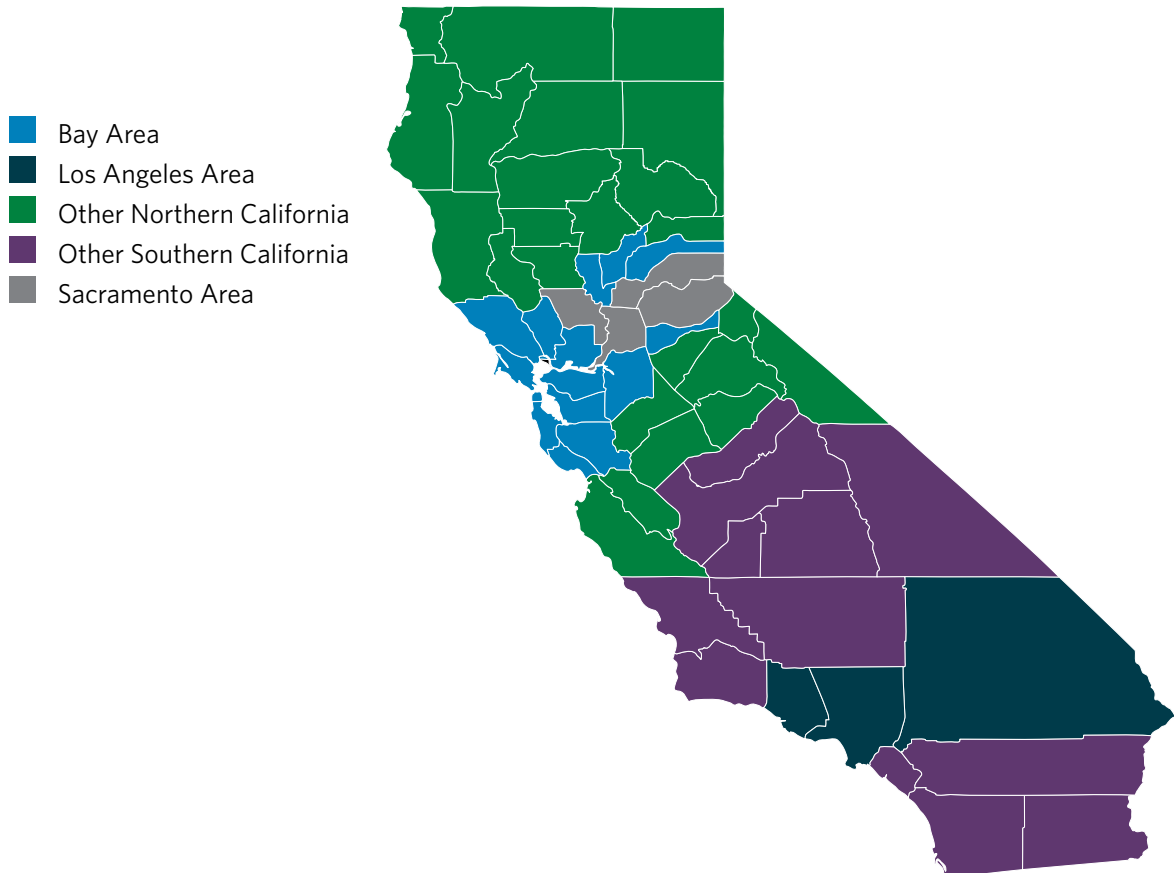 Bay Area
Los Angeles Area
Other Northern California
Other Southern California
Sacramento Area